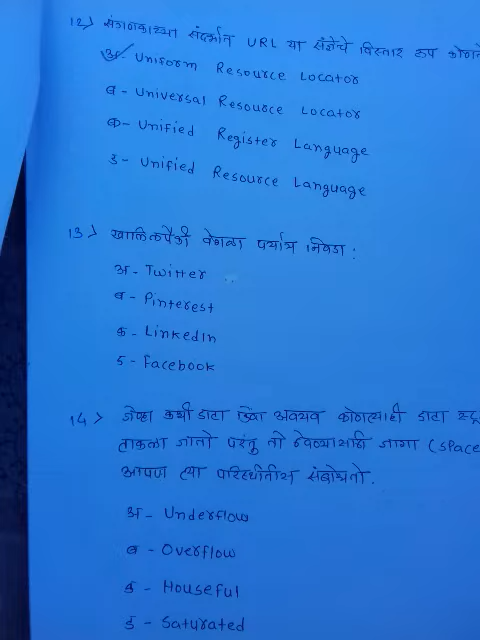 12) संगणकाच्या संदर्भात URL या संज्ञेचे विस्तार रूप कोणते
अ - Uniform Resource Locator
ब - Universal Resource Locator
क - Unified Register Language
ड - Unified Resource Language
13) खालीलपैकी वेगळा पर्याय निवडा :
अ - Twitter
ब - Pinterest
क - LinkedIn
ड - Facebook
14) जेव्हा कधी डाटा किंवा अवयव कोणत्याही डाटा
टाकला जातो परंतु तो ठेवण्यासाठी जागा (space
आपण त्या परिस्थितीस संबोधतो.
अ - Underflow
ब - Overflow
क - Houseful
ड - Saturated